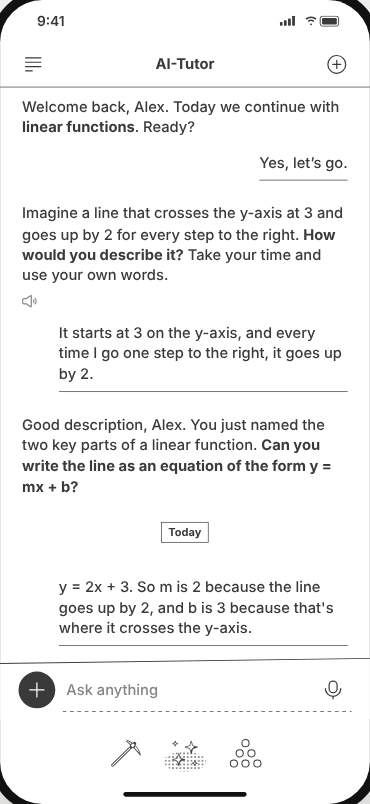 9:41
AI-Tutor
Welcome back, Alex. Today we continue with
linear functions. Ready?
Yes, let’s go.
Imagine a line that crosses the y-axis at 3 and
goes up by 2 for every step to the right. How
would you describe it? Take your time and
use your own words.
It starts at 3 on the y-axis, and every
time I go one step to the right, it goes up
by 2.
Good description, Alex. You just named the
two key parts of a linear function. Can you
write the line as an equation of the form y =
mx + b?
Today
y = 2x + 3. So m is 2 because the line
goes up by 2, and b is 3 because that's
where it crosses the y-axis.
Ask anything